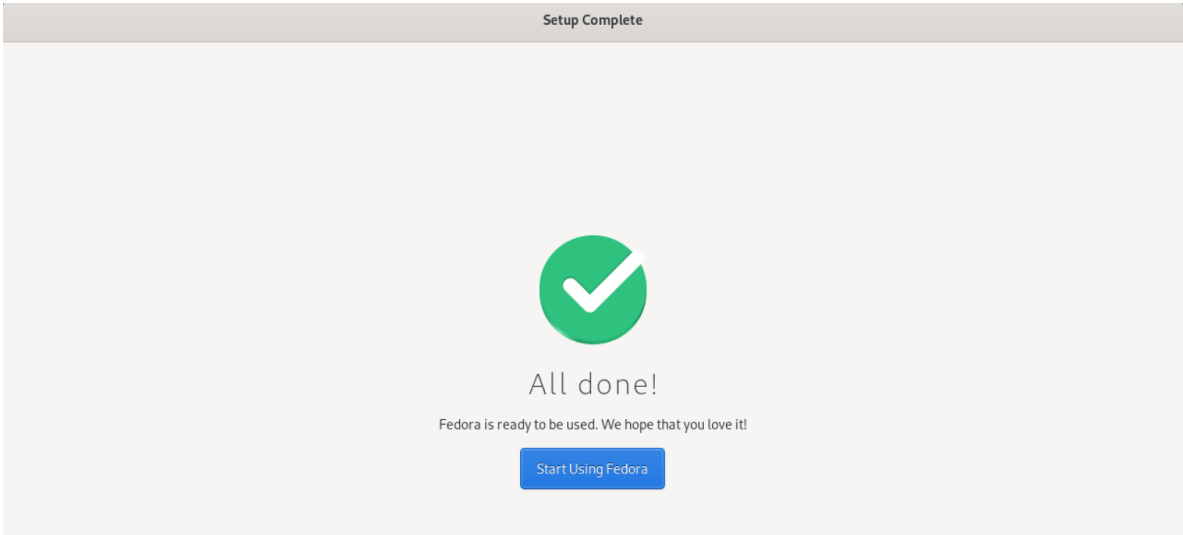 Setup Complete
All done!
Fedora is ready to be used. We hope that you love it!
Start Using Fedora